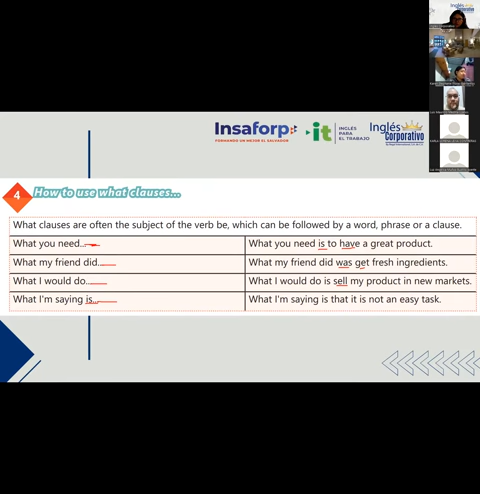 Inglés
Corporativo
Insaforp
FORMANDO UN MEJOR EL SALVADOR
it
INGLÉS
PARA
EL TRABAJO
Inglés
Corporativo
4
How to use what clauses...
What clauses are often the subject of the verb be, which can be followed by a word, phrase or a clause.
What you need... What you need is to have a great product.
What my friend did... What my friend did was get fresh ingredients.
What I would do... What I would do is sell my product in new markets.
What I'm saying is... What I'm saying is that it is not an easy task.